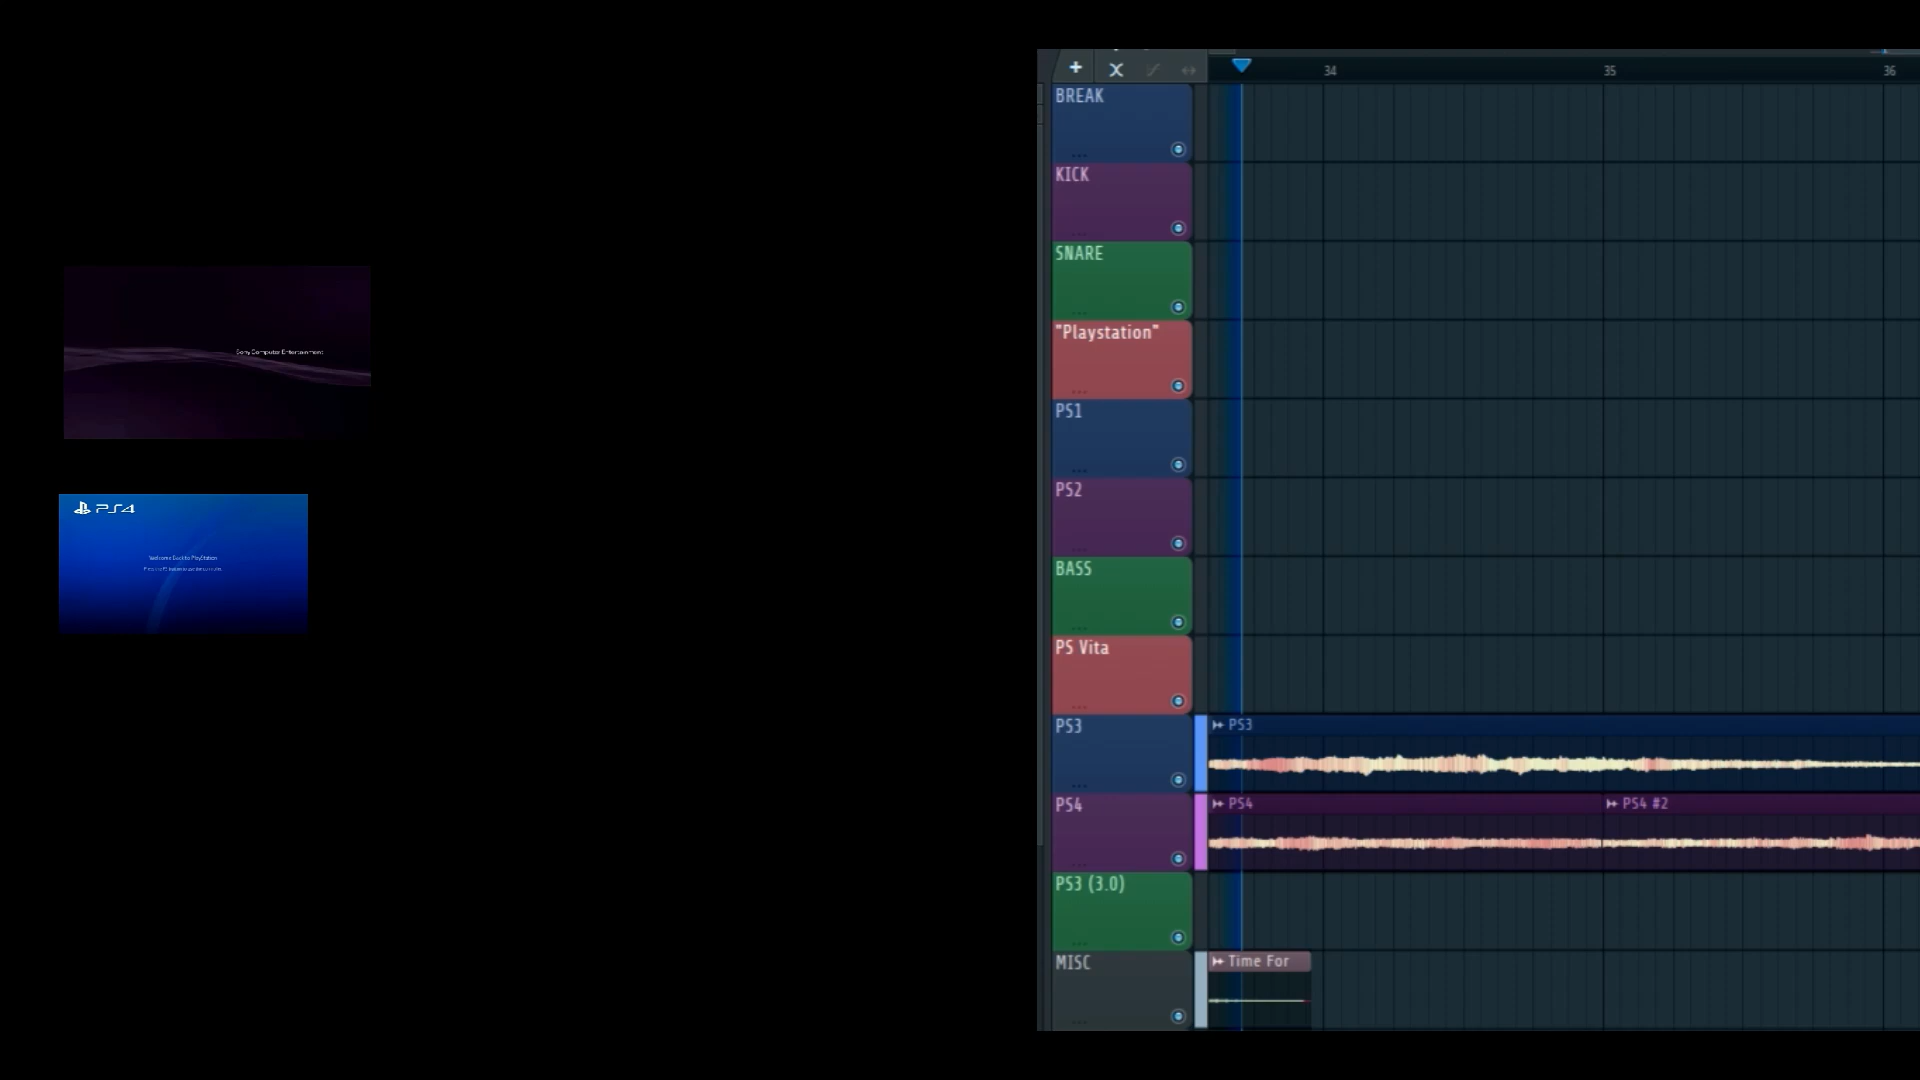 Sony Computer Entertainment
PS4
Welcome Back to PlayStation
34
35
36
BREAK
KICK
SNARE
"Playstation"
PS1
PS2
BASS
PS Vita
PS3
PS3
PS4
PS4
PS4 #2
PS3 (3.0)
MISC
Time For